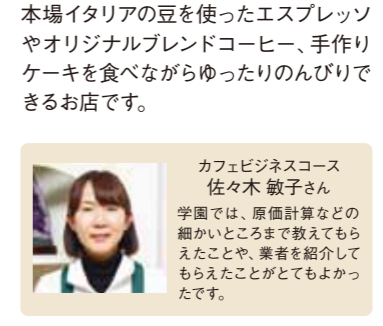 本場イタリアの豆を使ったエスプレッソ
やオリジナルブレンドコーヒー、手作り
ケーキを食べながらゆったりのんびりで
きるお店です。
カフェビジネスコース
佐々木 敏子さん
学園では、原価計算などの
細かいところまで教えてもら
えたことや、業者を紹介して
もらえたことがとてもよかっ
たです。